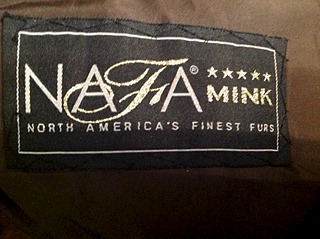 NAFA® ★★★★★
MINK
NORTH AMERICA'S FINEST FURS